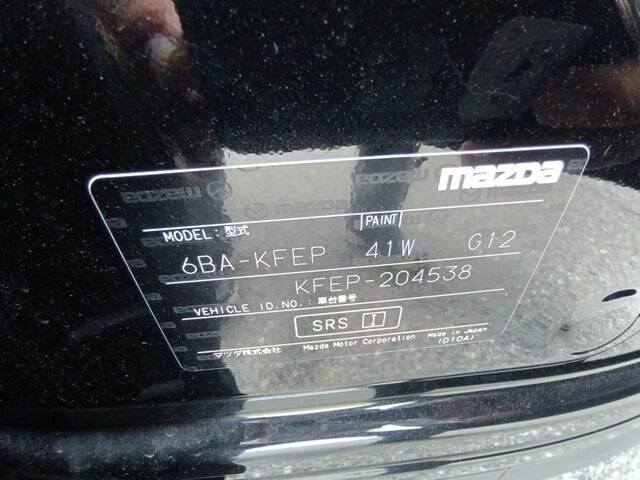 mazda
MODEL:型式 PAINT
6BA-KFEP 41W G12
KFEP-204538
VEHICLE ID.NO.:車台番号
SRS I
マツダ株式会社 Mazda Motor Corporation Made in Japan
ID10A1